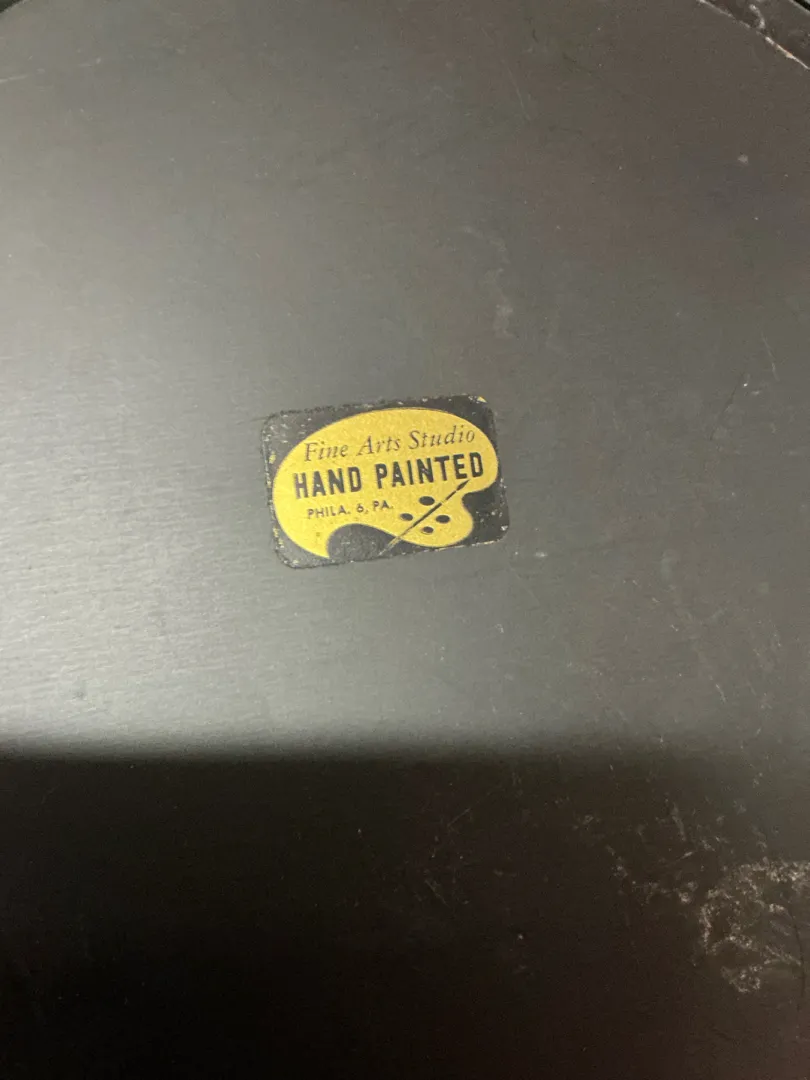 Fine Arts Studio
HAND PAINTED
PHILA. 6, PA.